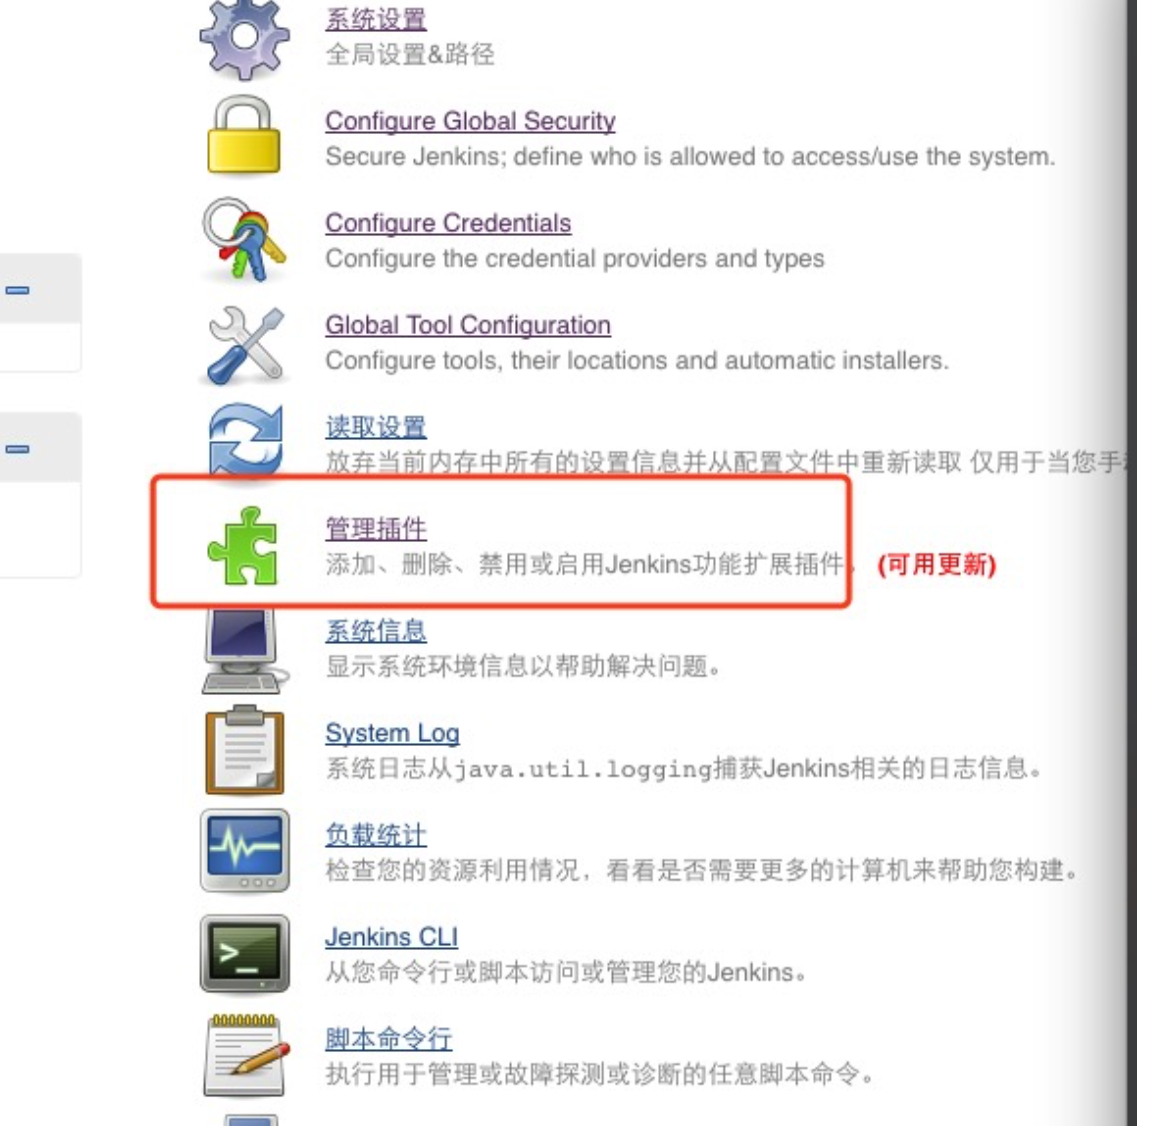 系统设置
全局设置&路径
Configure Global Security
Secure Jenkins; define who is allowed to access/use the system.
Configure Credentials
Configure the credential providers and types
Global Tool Configuration
Configure tools, their locations and automatic installers.
读取设置
放弃当前内存中所有的设置信息并从配置文件中重新读取 仅用于当您手
管理插件
添加、删除、禁用或启用Jenkins功能扩展插件。 (可用更新)
系统信息
显示系统环境信息以帮助解决问题。
System Log
系统日志从java.util.logging捕获Jenkins相关的日志信息。
负载统计
检查您的资源利用情况，看看是否需要更多的计算机来帮助您构建。
Jenkins CLI
从您命令行或脚本访问或管理您的Jenkins。
脚本命令行
执行用于管理或故障探测或诊断的任意脚本命令。